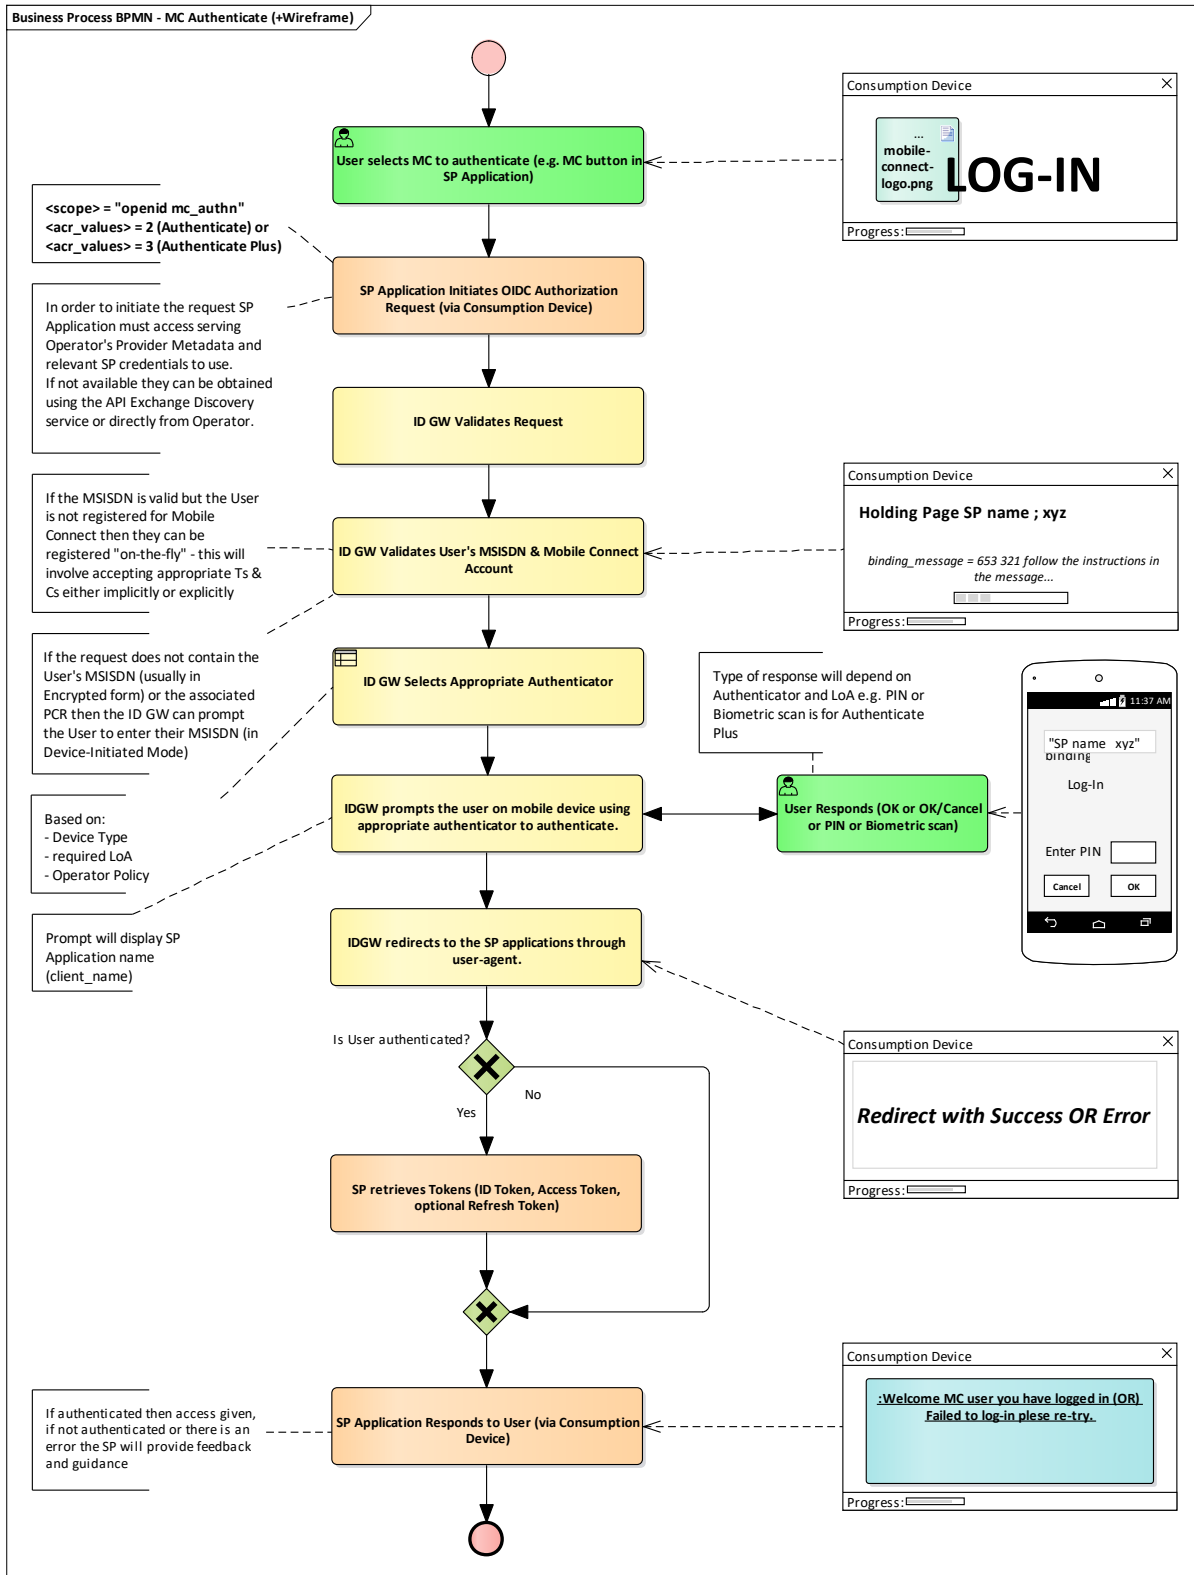 Business Process BPMN - MC Authenticate (+Wireframe)
User selects MC to authenticate (e.g. MC button in
SP Application)
Consumption Device
...
mobile-
connect-
logo.png
LOG-IN
Progress:
<scope> = "openid mc_authn"
<acr_values> = 2 (Authenticate) or
<acr_values> = 3 (Authenticate Plus)
SP Application Initiates OIDC Authorization
Request (via Consumption Device)
In order to initiate the request SP
Application must access serving
Operator's Provider Metadata and
relevant SP credentials to use.
If not available they can be obtained
using the API Exchange Discovery
service or directly from Operator.
ID GW Validates Request
If the MSISDN is valid but the User
is not registered for Mobile
Connect then they can be
registered "on-the-fly" - this will
involve accepting appropriate Ts &
Cs either implicitly or explicitly
ID GW Validates User's MSISDN & Mobile Connect
Account
Consumption Device
Holding Page SP name ; xyz
binding_message = 653 321 follow the instructions in
the message...
Progress:
If the request does not contain the
User's MSISDN (usually in
Encrypted form) or the associated
PCR then the ID GW can prompt
the User to enter their MSISDN (in
Device-Initiated Mode)
ID GW Selects Appropriate Authenticator
Type of response will depend on
Authenticator and LoA e.g. PIN or
Biometric scan is for Authenticate
Plus
11:37 AM
"SP name xyz"
binding
Log-In
Enter PIN
Cancel
OK
Based on:
- Device Type
- required LoA
- Operator Policy
IDGW prompts the user on mobile device using
appropriate authenticator to authenticate.
User Responds (OK or OK/Cancel
or PIN or Biometric scan)
Prompt will display SP
Application name
(client_name)
IDGW redirects to the SP applications through
user-agent.
Is User authenticated?
No
Yes
Consumption Device
Redirect with Success OR Error
Progress:
SP retrieves Tokens (ID Token, Access Token,
optional Refresh Token)
If authenticated then access given,
if not authenticated or there is an
error the SP will provide feedback
and guidance
SP Application Responds to User (via Consumption
Device)
Consumption Device
:Welcome MC user you have logged in (OR)
Failed to log-in plese re-try.
Progress: